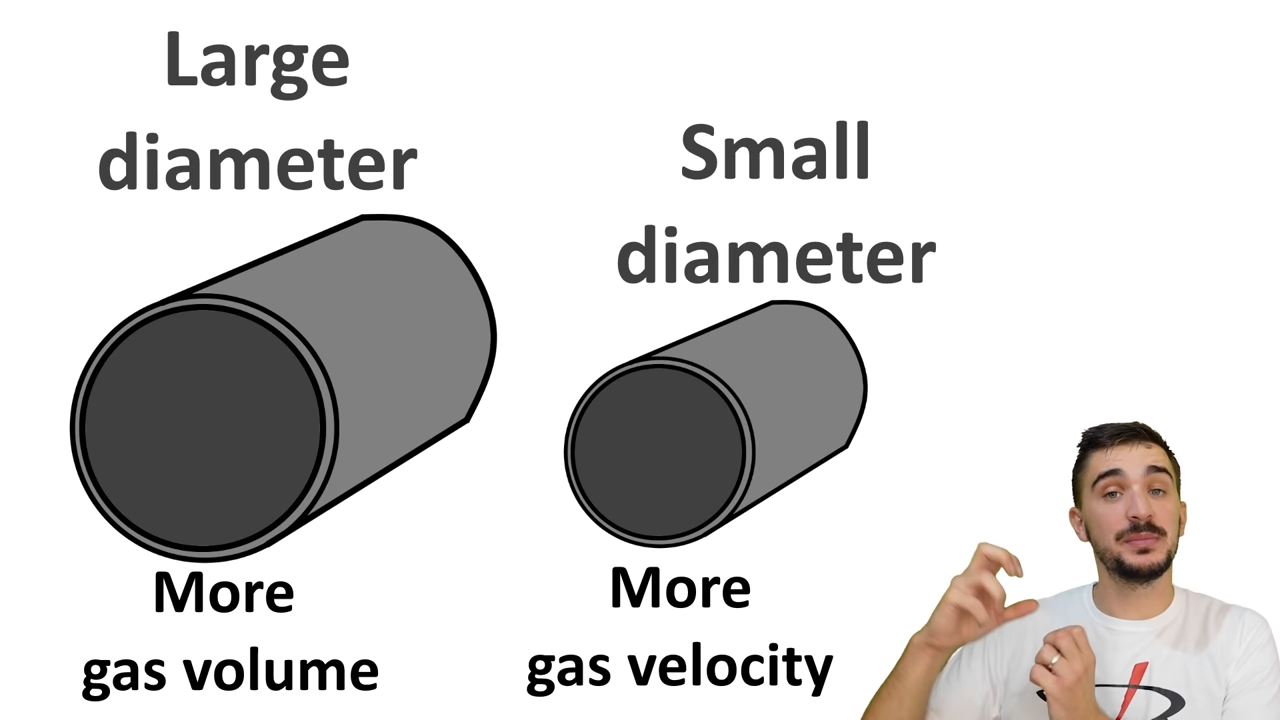 Large
diameter
Small
diameter
More
gas volume
More
gas velocity